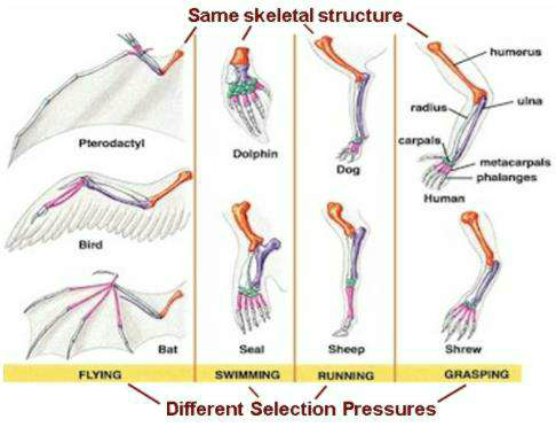 Same skeletal structure
humerus
radius
ulna
carpals
metacarpals
phalanges
Pterodactyl
Dolphin
Dog
Human
Bird
Bat
Seal
Sheep
Shrew
FLYING
SWIMMING
RUNNING
GRASPING
Different Selection Pressures